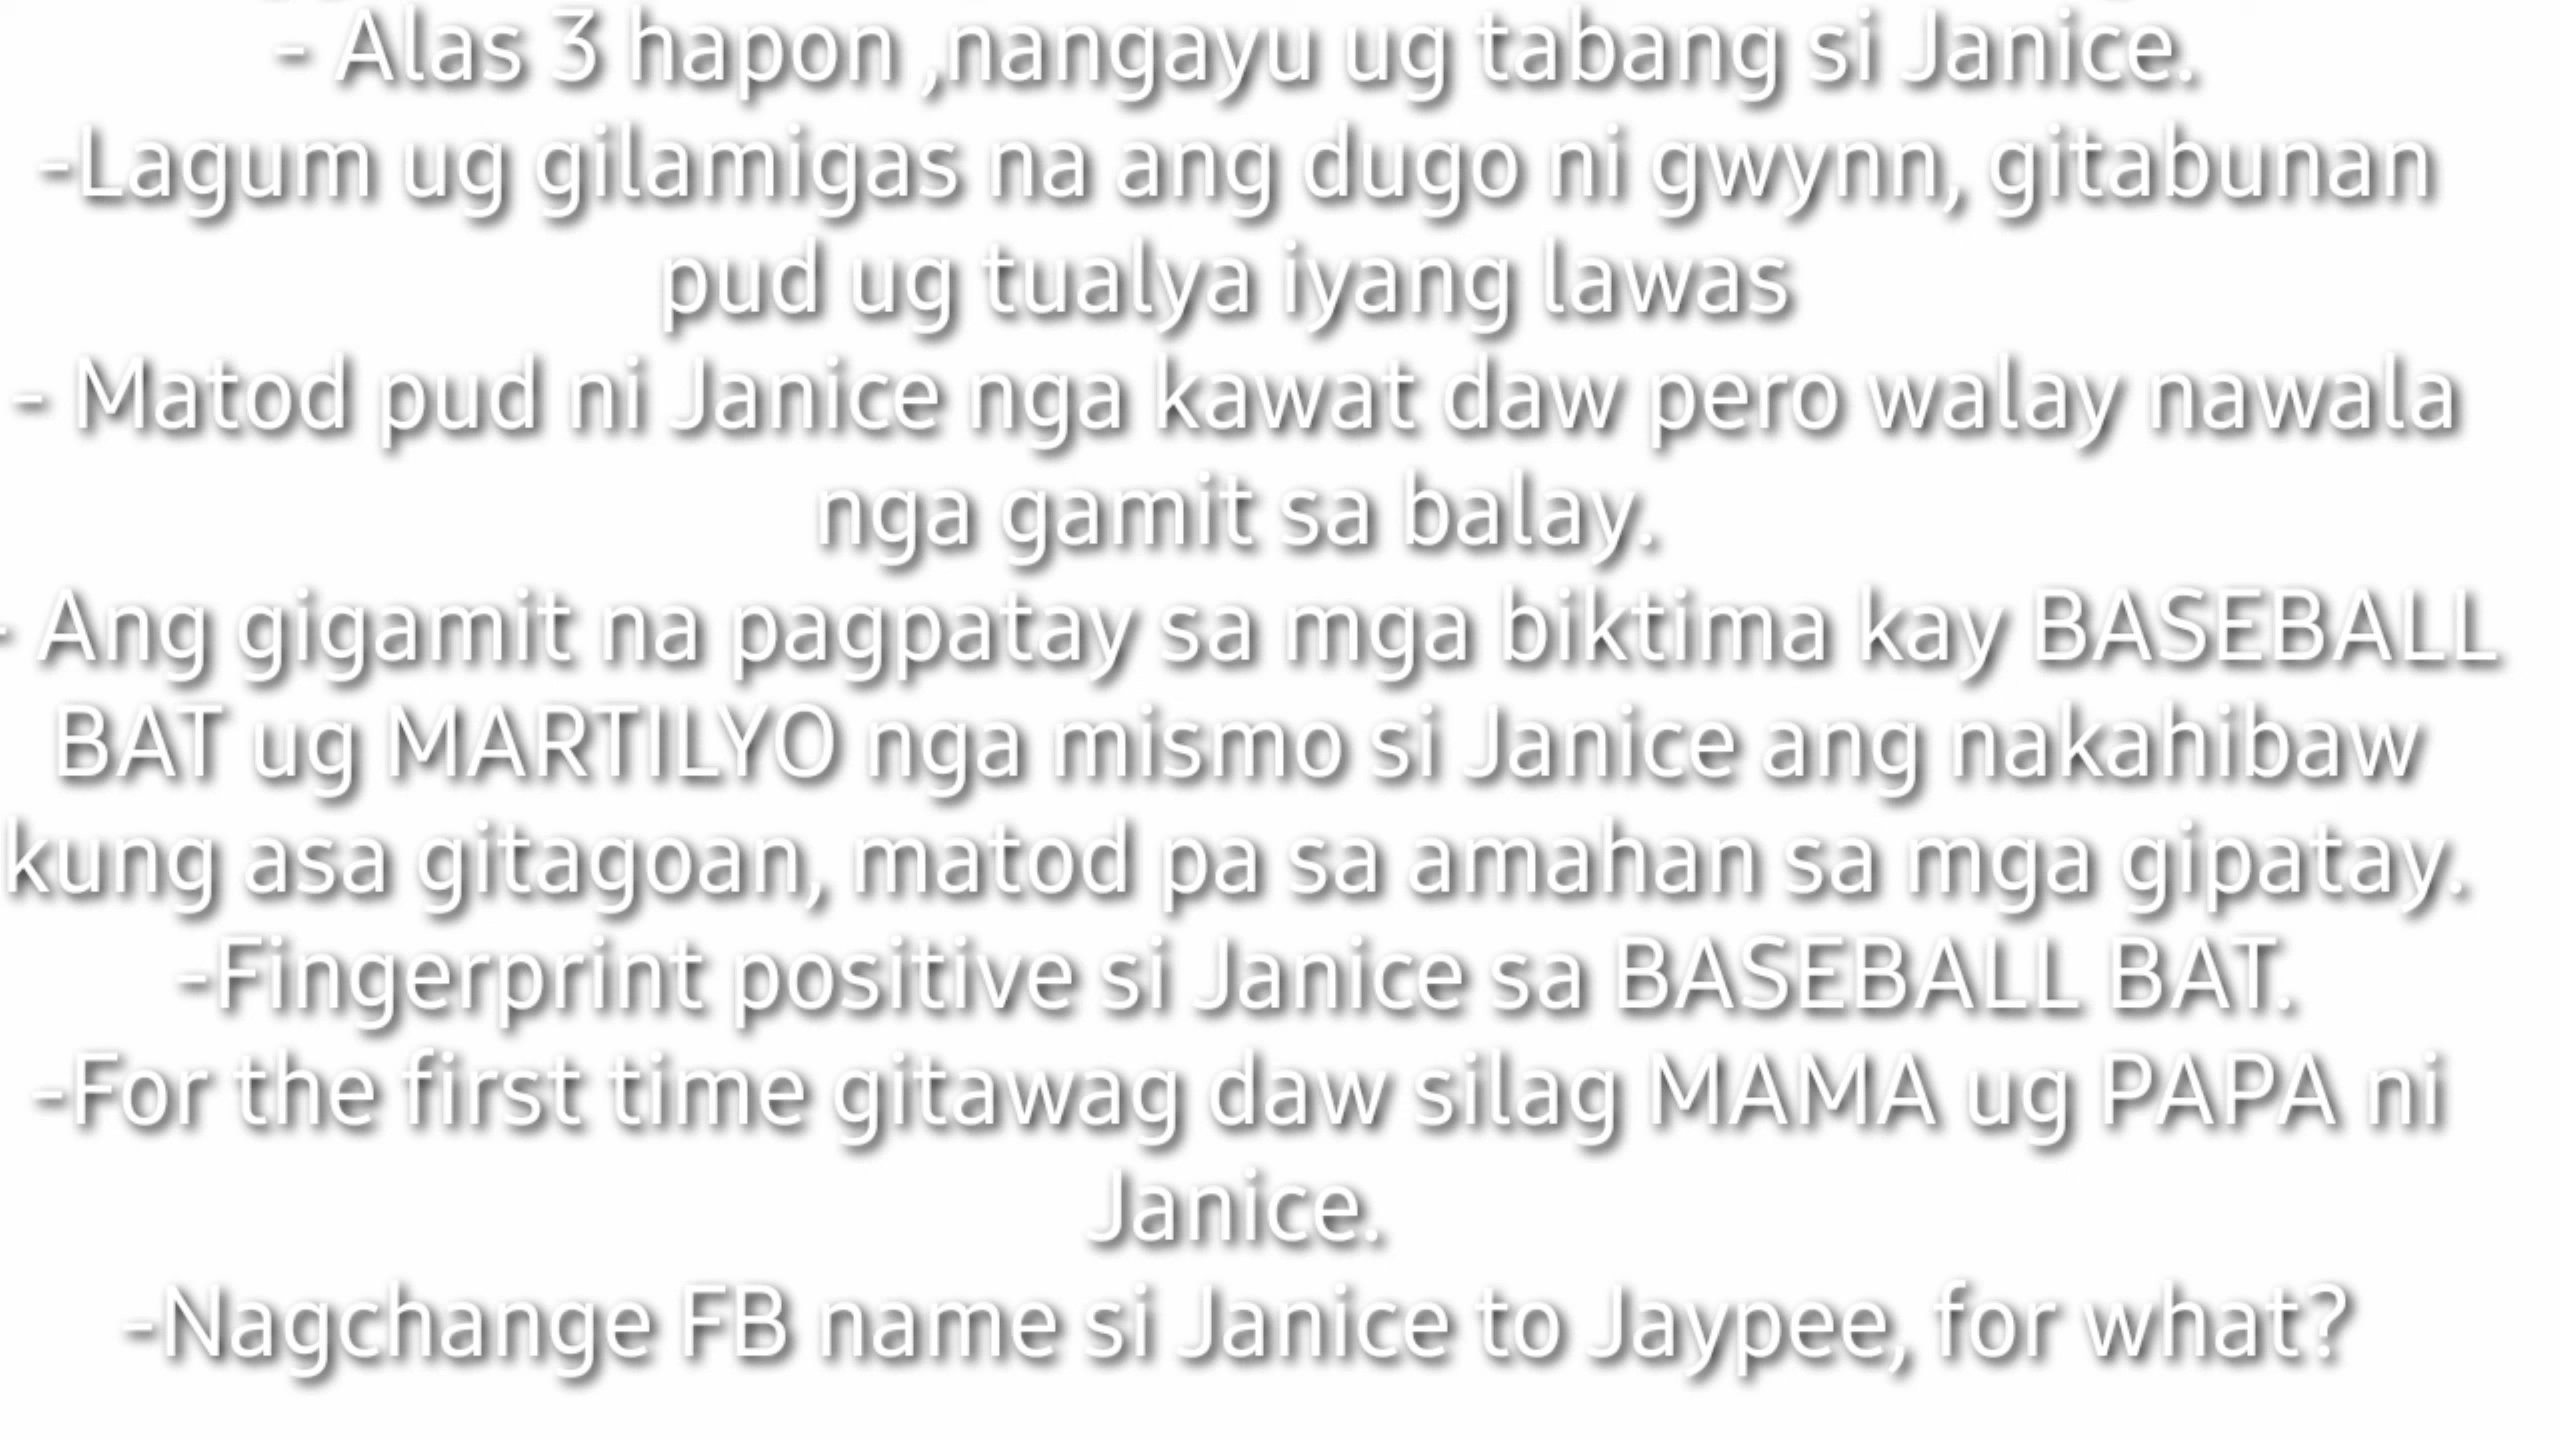 - Alas 3 hapon ,nangayu ug tabang si Janice.
-Lagum ug gilamigas na ang dugo ni gwynn, gitabunan
pud ug tualya iyang lawas
- Matod pud ni Janice nga kawat daw pero walay nawala
nga gamit sa balay.
- Ang gigamit na pagpatay sa mga biktima kay BASEBALL
BAT ug MARTILYO nga mismo si Janice ang nakahibaw
kung asa gitagoan, matod pa sa amahan sa mga gipatay.
-Fingerprint positive si Janice sa BASEBALL BAT.
-For the first time gitawag daw silag MAMA ug PAPA ni
Janice.
-Nagchange FB name si Janice to Jaypee, for what?